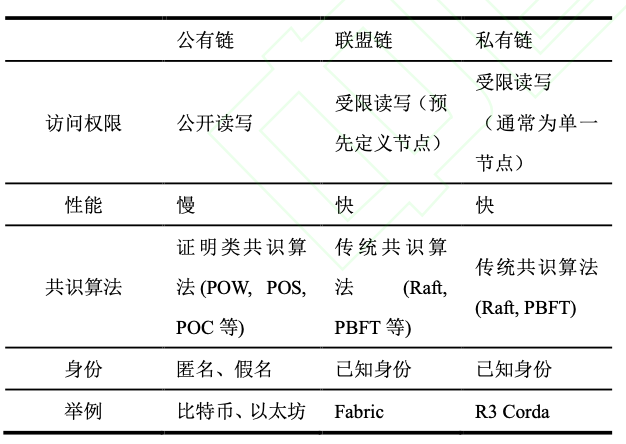 公有链 联盟链 私有链
访问权限 公开读写 受限读写（预先定义节点） 受限读写（通常为单一节点）
性能 慢 快 快
共识算法 证明类共识算法(POW, POS, POC 等) 传统共识算法 (Raft, PBFT 等) 传统共识算法(Raft, PBFT)
身份 匿名、假名 已知身份 已知身份
举例 比特币、以太坊 Fabric R3 Corda